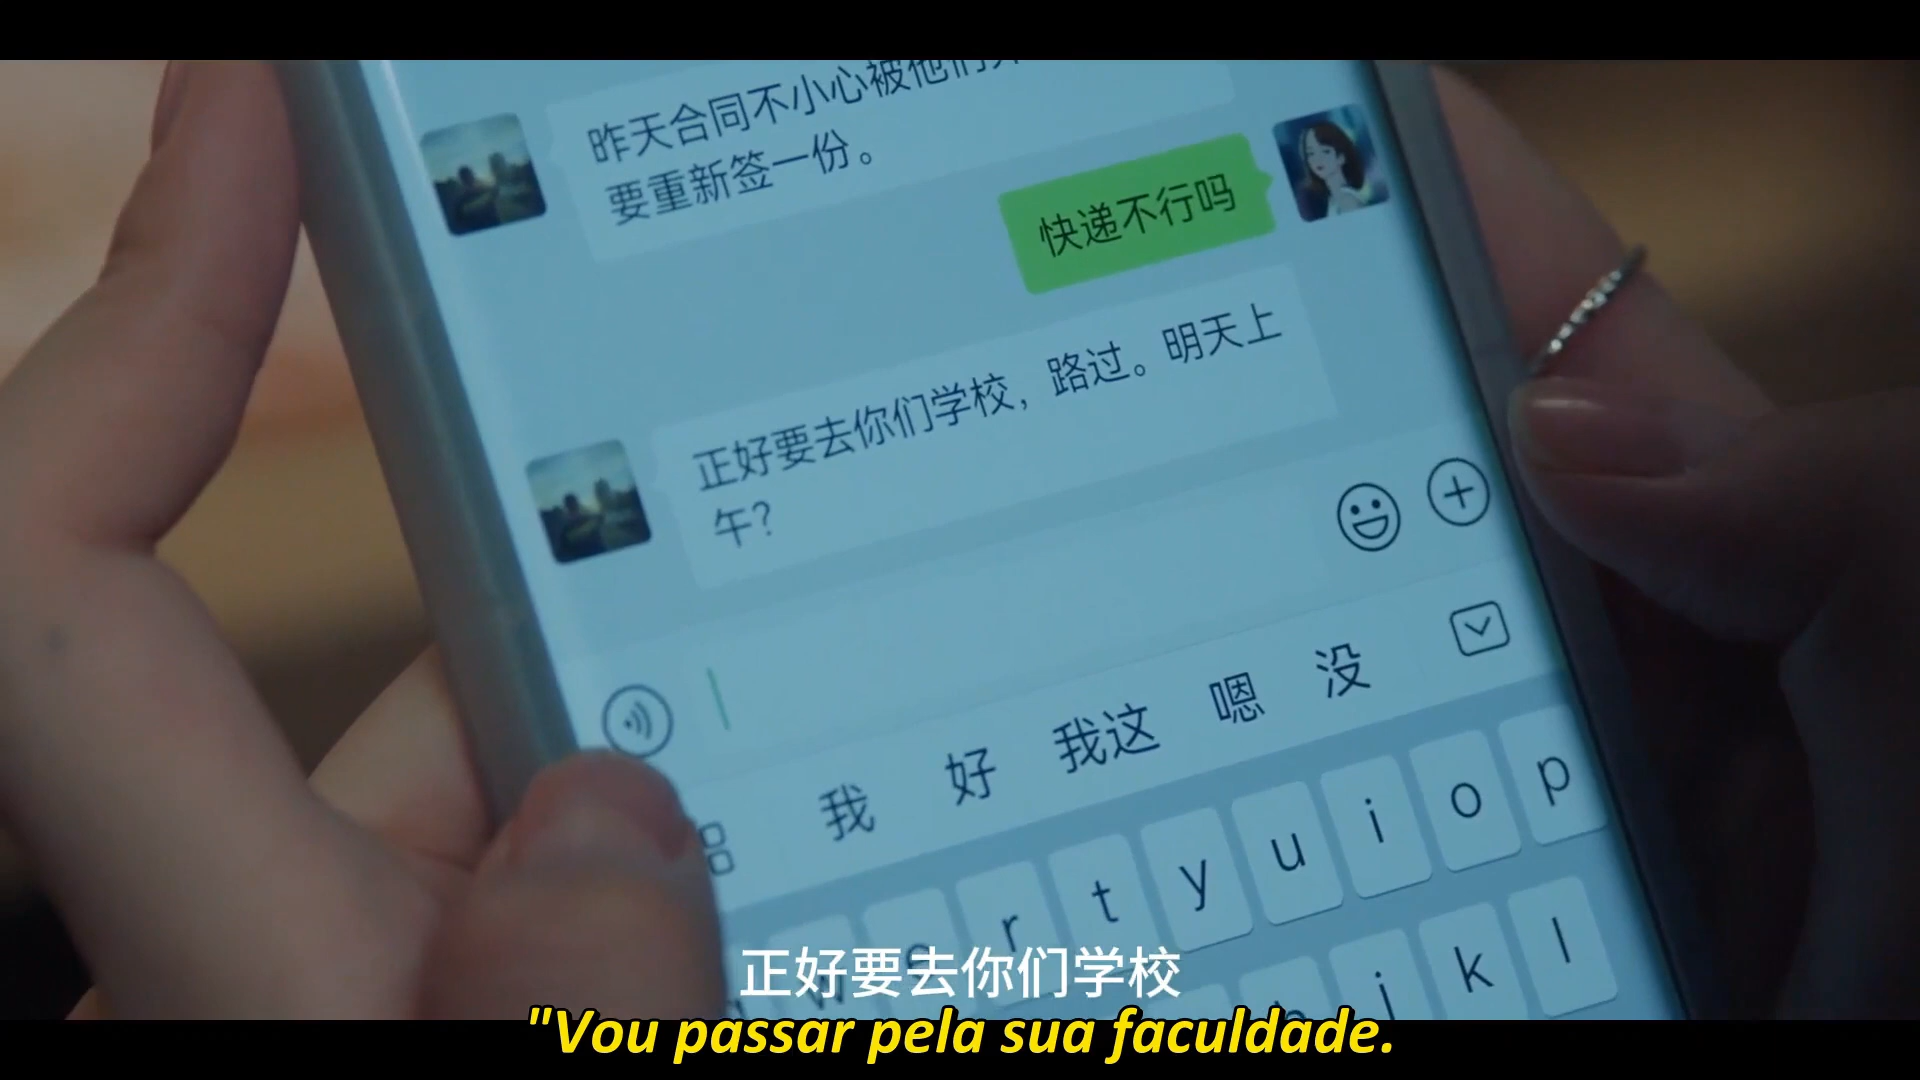 昨天合同不小心被他们
要重新签一份。
快递不行吗
正好要去你们学校，路过。明天上
午？
我 好 我这 嗯 没
r t y u i o p
j k l
正好要去你们学校
"Vou passar pela sua faculdade.